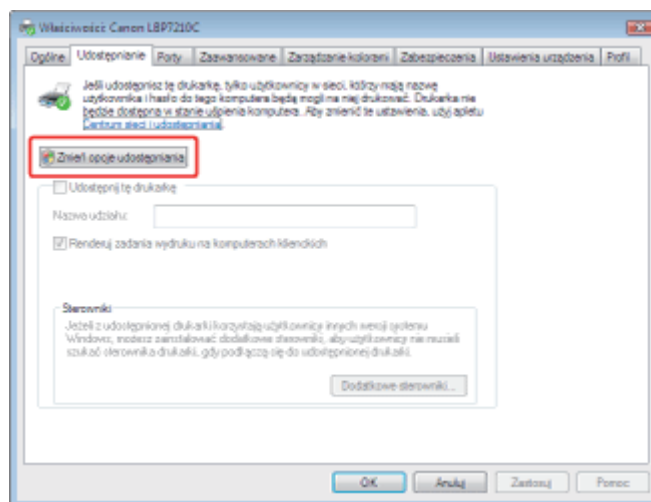 Właściwości: Canon LBP7210C
Ogólne Udostępnianie Porty Zaawansowane Zarządzanie kolorami Zabezpieczenia Ustawienia urządzenia Profil
Jeśli udostępnisz tę drukarkę, tylko użytkownicy w sieci, którzy mają nazwę
użytkownika i hasło do tego komputera będą mogli na niej drukować. Drukarka nie
będzie dostępna w stanie uśpienia komputera. Aby zmienić te ustawienia, użyj apletu
Centrum sieci i udostępniania.
Zmień opcje udostępniania
Udostępnij tę drukarkę
Nazwa udziału:
Renderuj zadania wydruku na komputerach klienckich
Sterowniki
Jeżeli z udostępnionej drukarki korzystają użytkownicy innych wersji systemu
Windows, możesz zainstalować dodatkowe sterowniki, aby użytkownicy nie musieli
szukać sterownika drukarki, gdy podłączą się do udostępnionej drukarki.
Dodatkowe sterowniki...
OK Anuluj Zastosuj Pomoc